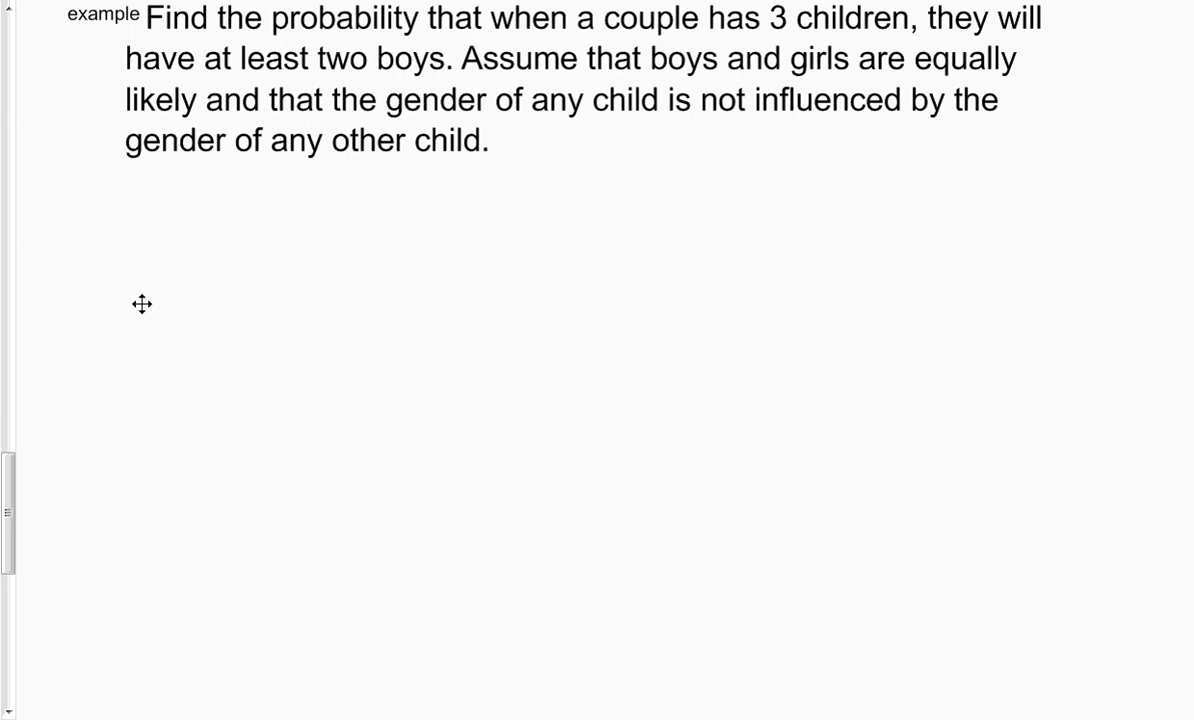 example Find the probability that when a couple has 3 children, they will
have at least two boys. Assume that boys and girls are equally
likely and that the gender of any child is not influenced by the
gender of any other child.